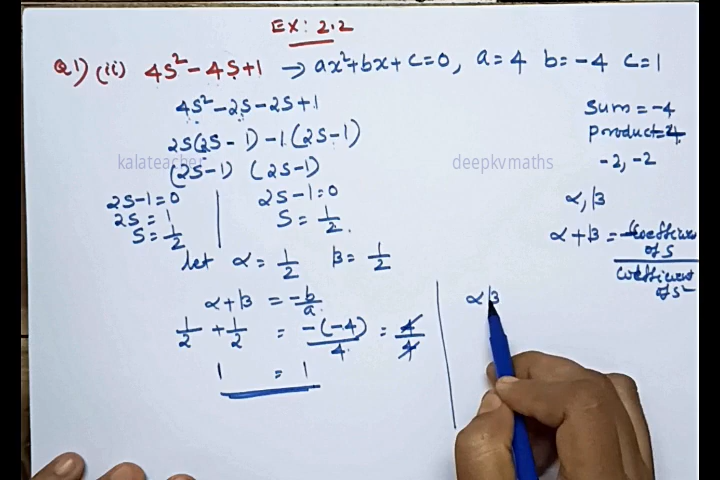 EX: 2.2
Q1) (ii) 4S² - 4S + 1 → ax² + bx + c = 0, a = 4 b = -4 c = 1
4S² - 2S - 2S + 1
2S(2S - 1) - 1(2S - 1)
(2S - 1) (2S - 1)
2S - 1 = 0
2S = 1
S = 1/2
2S - 1 = 0
S = 1/2.
let α = 1/2 β = 1/2
α + β = -b/a
1/2 + 1/2 = -(-4)/4 = 4/4
1 = 1
Sum = -4
product = 4
-2, -2
α, β
α + β = -coefficient of S / coefficient of S²
αβ
kalateacher
deepkvmaths